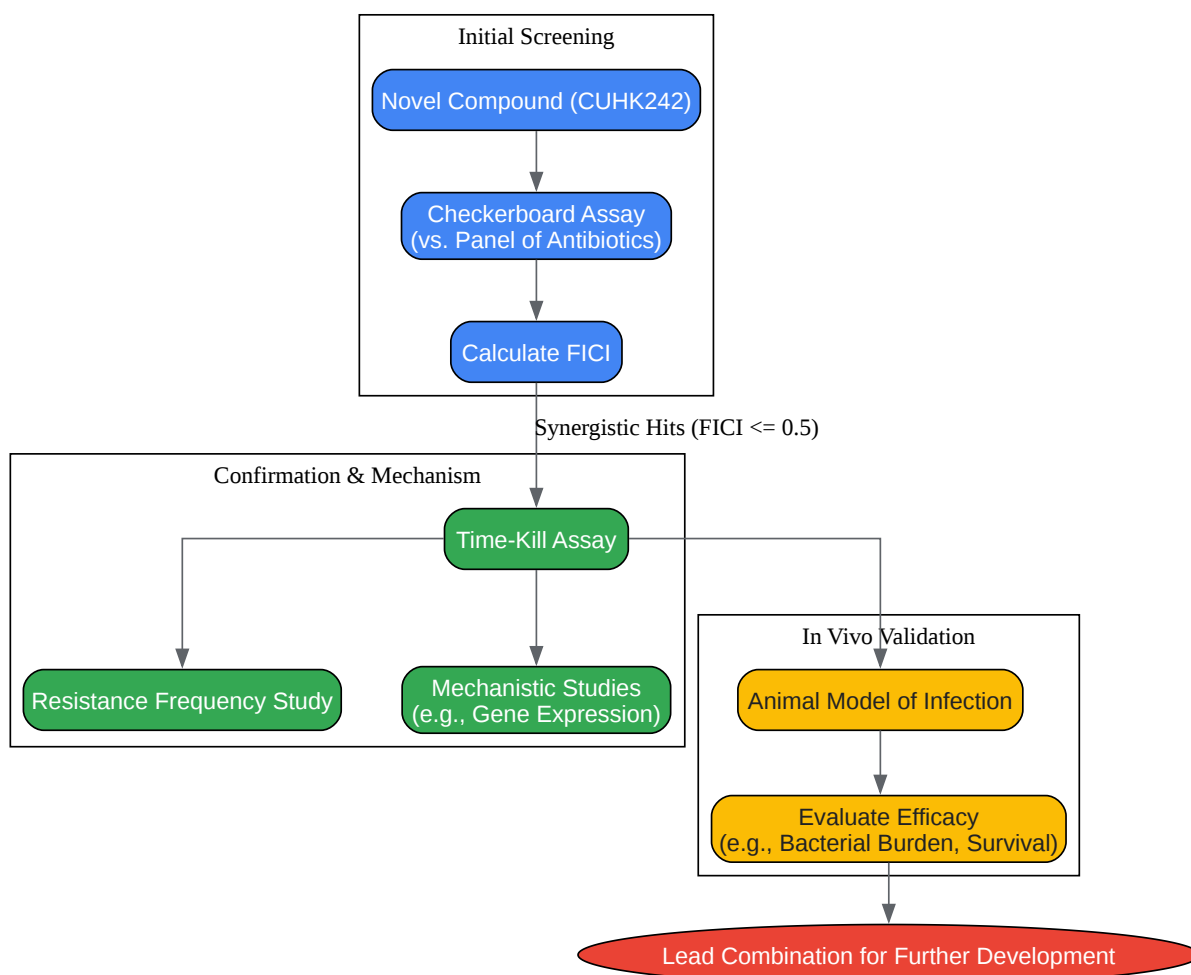 Initial Screening
Novel Compound (CUHK242)
Checkerboard Assay
(vs. Panel of Antibiotics)
Calculate FICI
Synergistic Hits (FICI <= 0.5)
Confirmation & Mechanism
Time-Kill Assay
Resistance Frequency Study
Mechanistic Studies
(e.g., Gene Expression)
In Vivo Validation
Animal Model of Infection
Evaluate Efficacy
(e.g., Bacterial Burden, Survival)
Lead Combination for Further Development